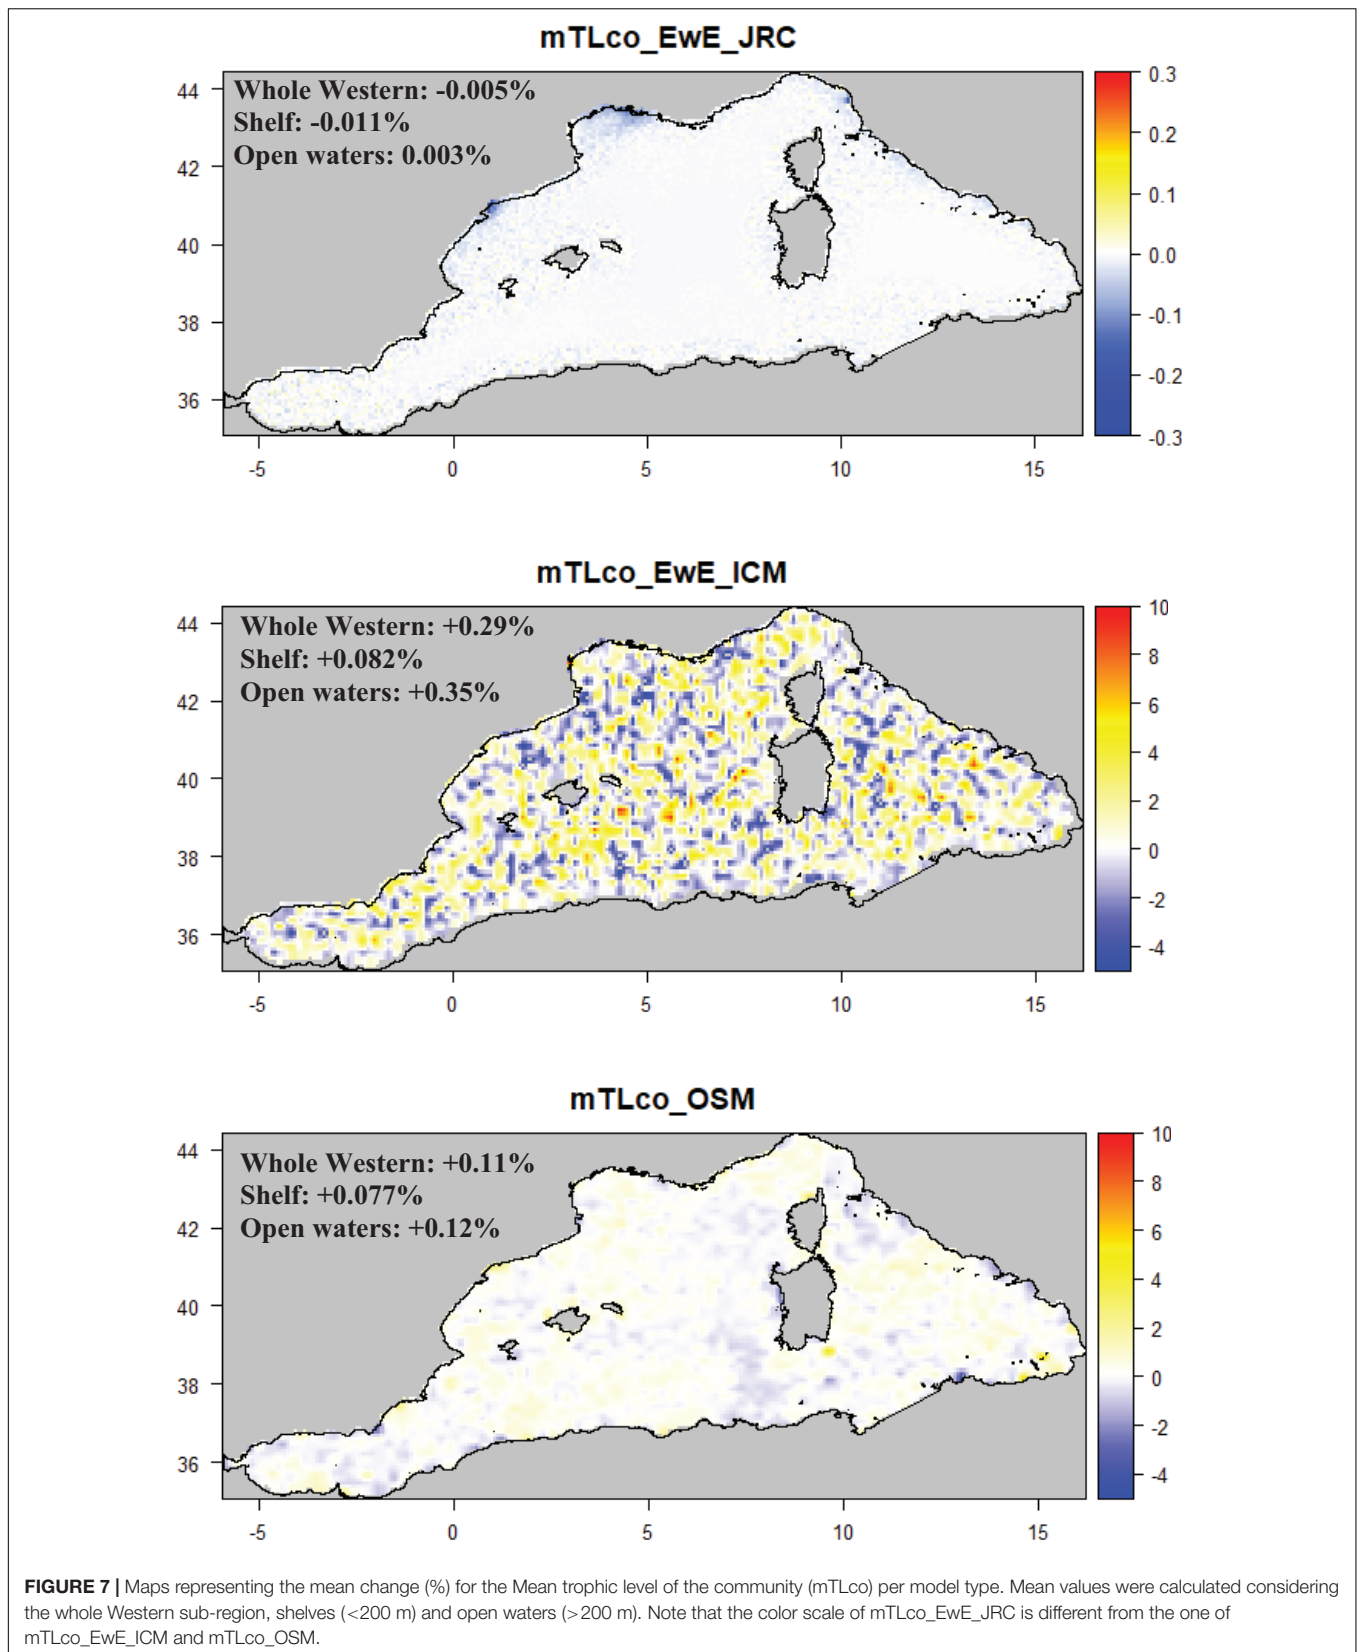 mTLco_EwE_JRC
Whole Western: -0.005%
Shelf: -0.011%
Open waters: 0.003%
44
42
40
38
36
-5 0 5 10 15
0.3
0.2
0.1
0.0
-0.1
-0.2
-0.3
mTLco_EwE_ICM
Whole Western: +0.29%
Shelf: +0.082%
Open waters: +0.35%
44
42
40
38
36
-5 0 5 10 15
10
8
6
4
2
0
-2
-4
mTLco_OSM
Whole Western: +0.11%
Shelf: +0.077%
Open waters: +0.12%
44
42
40
38
36
-5 0 5 10 15
10
8
6
4
2
0
-2
-4
FIGURE 7 | Maps representing the mean change (%) for the Mean trophic level of the community (mTLco) per model type. Mean values were calculated considering
the whole Western sub-region, shelves (<200 m) and open waters (>200 m). Note that the color scale of mTLco_EwE_JRC is different from the one of
mTLco_EwE_ICM and mTLco_OSM.